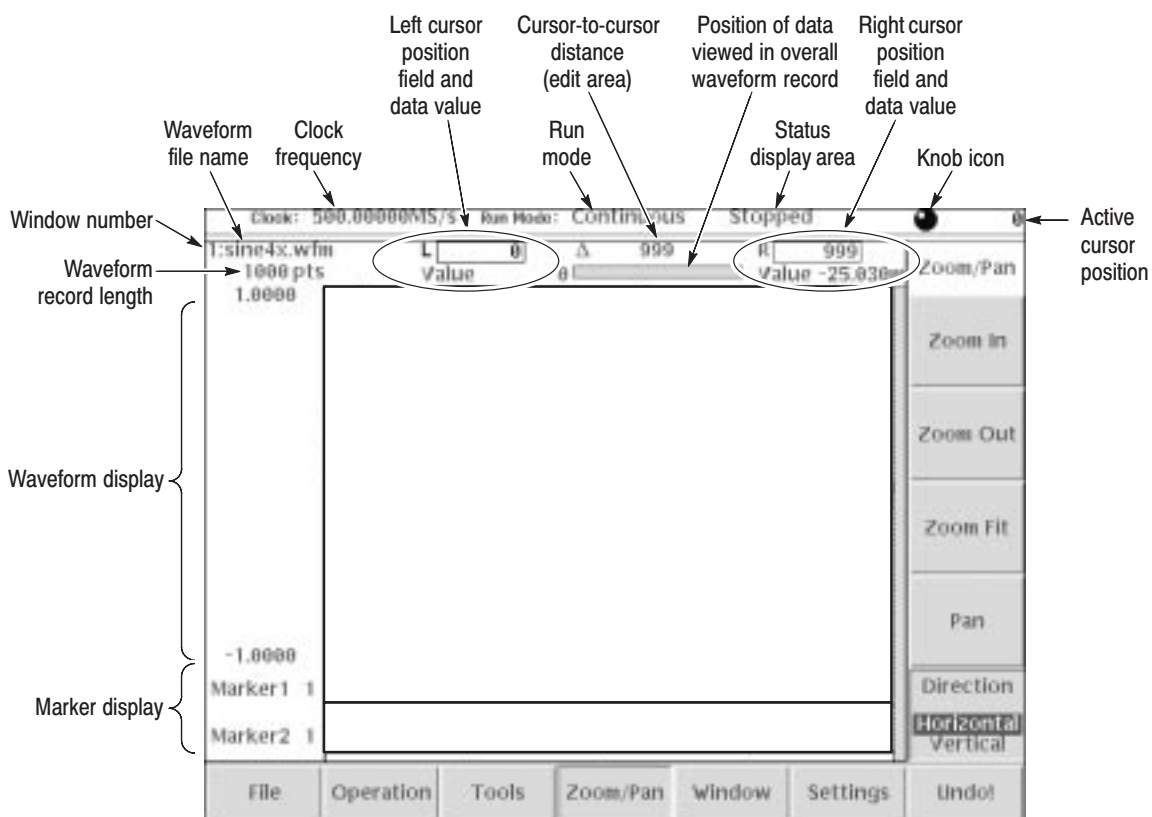 Left cursor
position
field and
data value
Cursor-to-cursor
distance
(edit area)
Position of data
viewed in overall
waveform record
Right cursor
position
field and
data value
Waveform
file name
Clock
frequency
Run
mode
Status
display area
Knob icon
Window number
Clock: 500.00000MS/s Run Mode: Continuous Stopped 0
Active
cursor
position
1:sine4x.wfm L 0 Δ 999 R 999
Waveform
record length
1000 pts Value 0 Value -25.030m
Zoom/Pan
1.0000
Zoom In
Zoom Out
Waveform display
Zoom Fit
Pan
-1.0000
Marker display
Marker1 1
Marker2 1
Direction
Horizontal
Vertical
File Operation Tools Zoom/Pan Window Settings Undo!